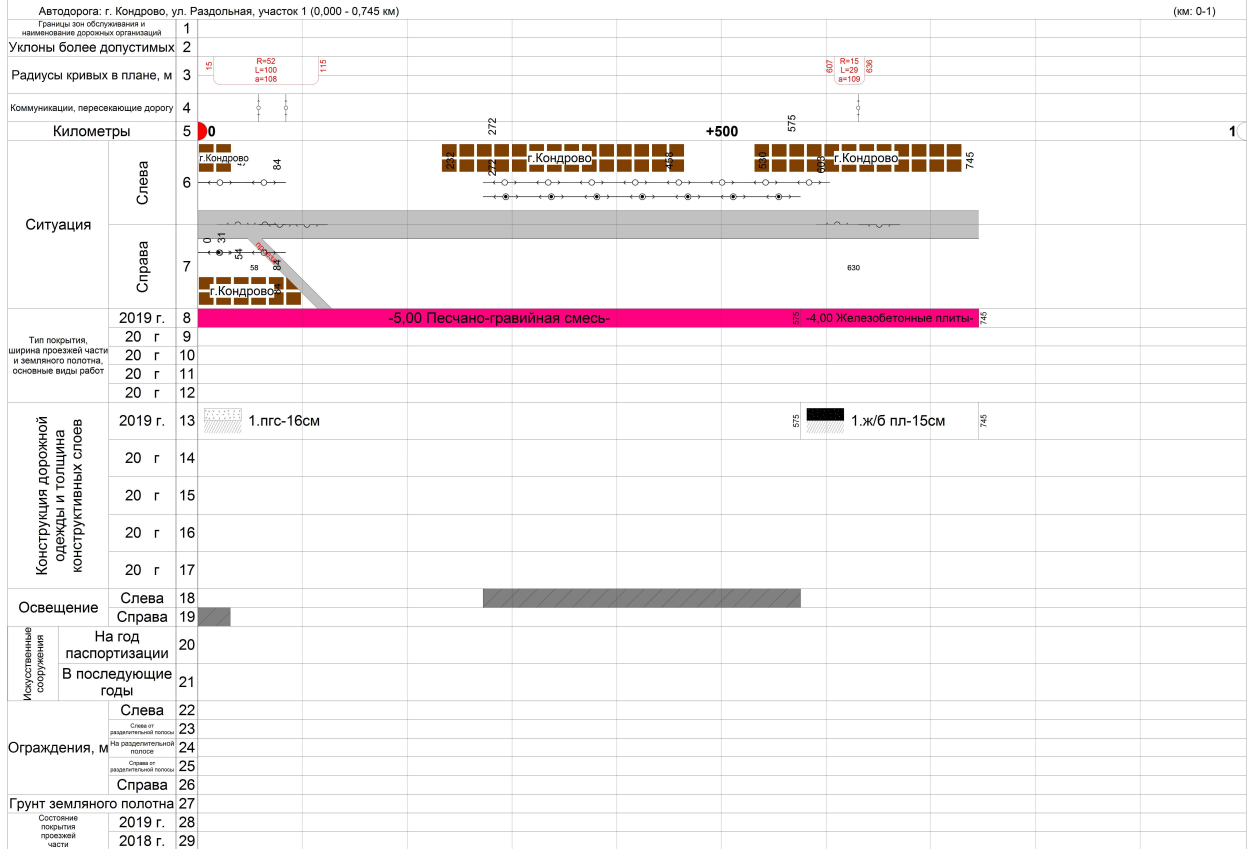 Автодорога: г. Кондрово, ул. Раздольная, участок 1 (0,000 - 0,745 км)
(км: 0-1)
Границы зон обслуживания и
наименование дорожных организаций
1
Уклоны более допустимых 2
Радиусы кривых в плане, м 3
15
R=52
L=100
a=108
115
607
R=15
L=29
a=109
636
Коммуникации, пересекающие дорогу 4
Километры 5
0
272
+500
575
1
Ситуация
Слева
6
г.Кондрово
84
232
272
г.Кондрово
458
530
603
г.Кондрово
745
Справа
7
0
31
54
58
84
г.Кондрово
630
Тип покрытия,
ширина проезжей части
и земляного полотна,
основные виды работ
2019 г. 8
-5,00 Песчано-гравийная смесь-
575
-4,00 Железобетонные плиты-
745
20 г 9
20 г 10
20 г 11
20 г 12
Конструкция дорожной
одежды и толщина
конструктивных слоев
2019 г. 13
1.пгс-16см
575
1.ж/б пл-15см
745
20 г 14
20 г 15
20 г 16
20 г 17
Освещение
Слева 18
Справа 19
Искусственные
сооружения
На год
паспортизации
20
В последующие
годы
21
Ограждения, м
Слева 22
Слева от
разделительной полосы
23
На разделительной
полосе
24
Справа от
разделительной полосы
25
Справа 26
Грунт земляного полотна 27
Состояние
покрытия
проезжей
части
2019 г. 28
2018 г. 29